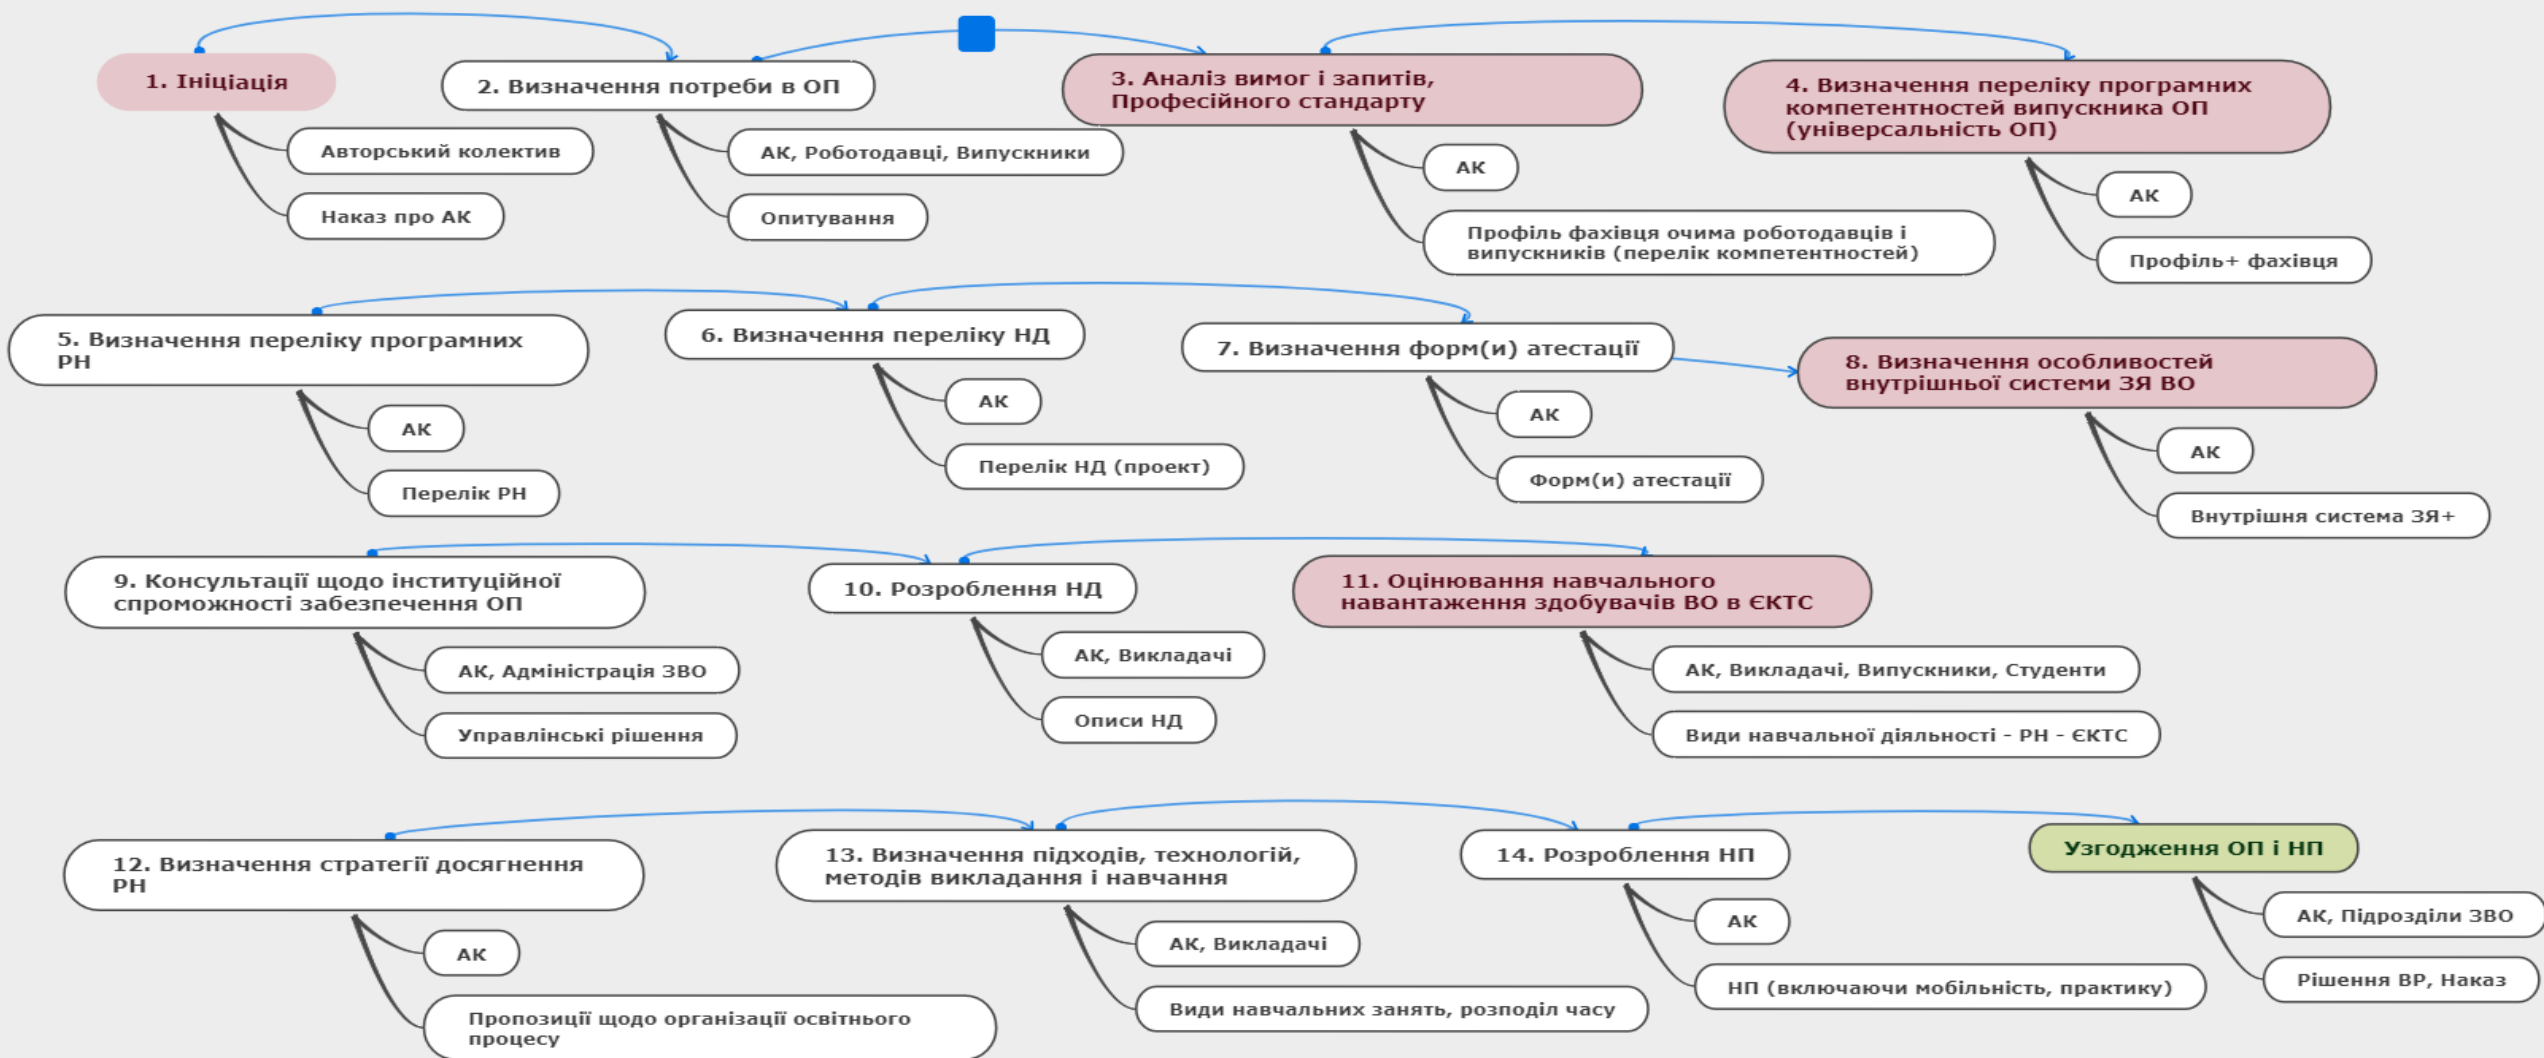 1. Ініціація
Авторський колектив
Наказ про АК
2. Визначення потреби в ОП
АК, Роботодавці, Випускники
Опитування
3. Аналіз вимог і запитів,
Професійного стандарту
АК
Профіль фахівця очима роботодавців і
випускників (перелік компетентностей)
4. Визначення переліку програмних
компетентностей випускника ОП
(універсальність ОП)
АК
Профіль+ фахівця
5. Визначення переліку програмних
РН
АК
Перелік РН
6. Визначення переліку НД
АК
Перелік НД (проект)
7. Визначення форм(и) атестації
АК
Форм(и) атестації
8. Визначення особливостей
внутрішньої системи ЗЯ ВО
АК
Внутрішня система ЗЯ+
9. Консультації щодо інституційної
спроможності забезпечення ОП
АК, Адміністрація ЗВО
Управлінські рішення
10. Розроблення НД
АК, Викладачі
Описи НД
11. Оцінювання навчального
навантаження здобувачів ВО в ЄКТС
АК, Викладачі, Випускники, Студенти
Види навчальної діяльності - РН - ЄКТС
12. Визначення стратегії досягнення
РН
АК
Пропозиції щодо організації освітнього
процесу
13. Визначення підходів, технологій,
методів викладання і навчання
АК, Викладачі
Види навчальних занять, розподіл часу
14. Розроблення НП
АК
НП (включаючи мобільність, практику)
Узгодження ОП і НП
АК, Підрозділи ЗВО
Рішення ВР, Наказ